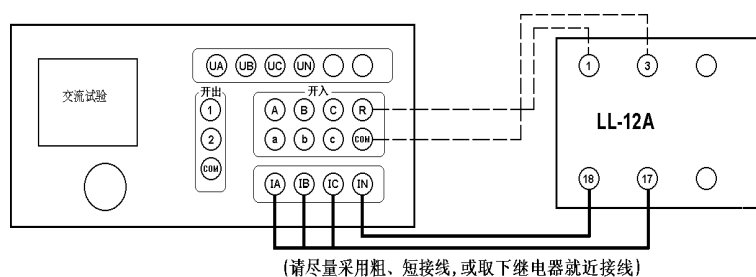 UA UB UC UN
1 3
交流试验
开出 开入
1 A B C R
LL-12A
2 a b c COM
COM
IA IB IC IN
18 17
(请尽量采用粗、短接线,或取下继电器就近接线)